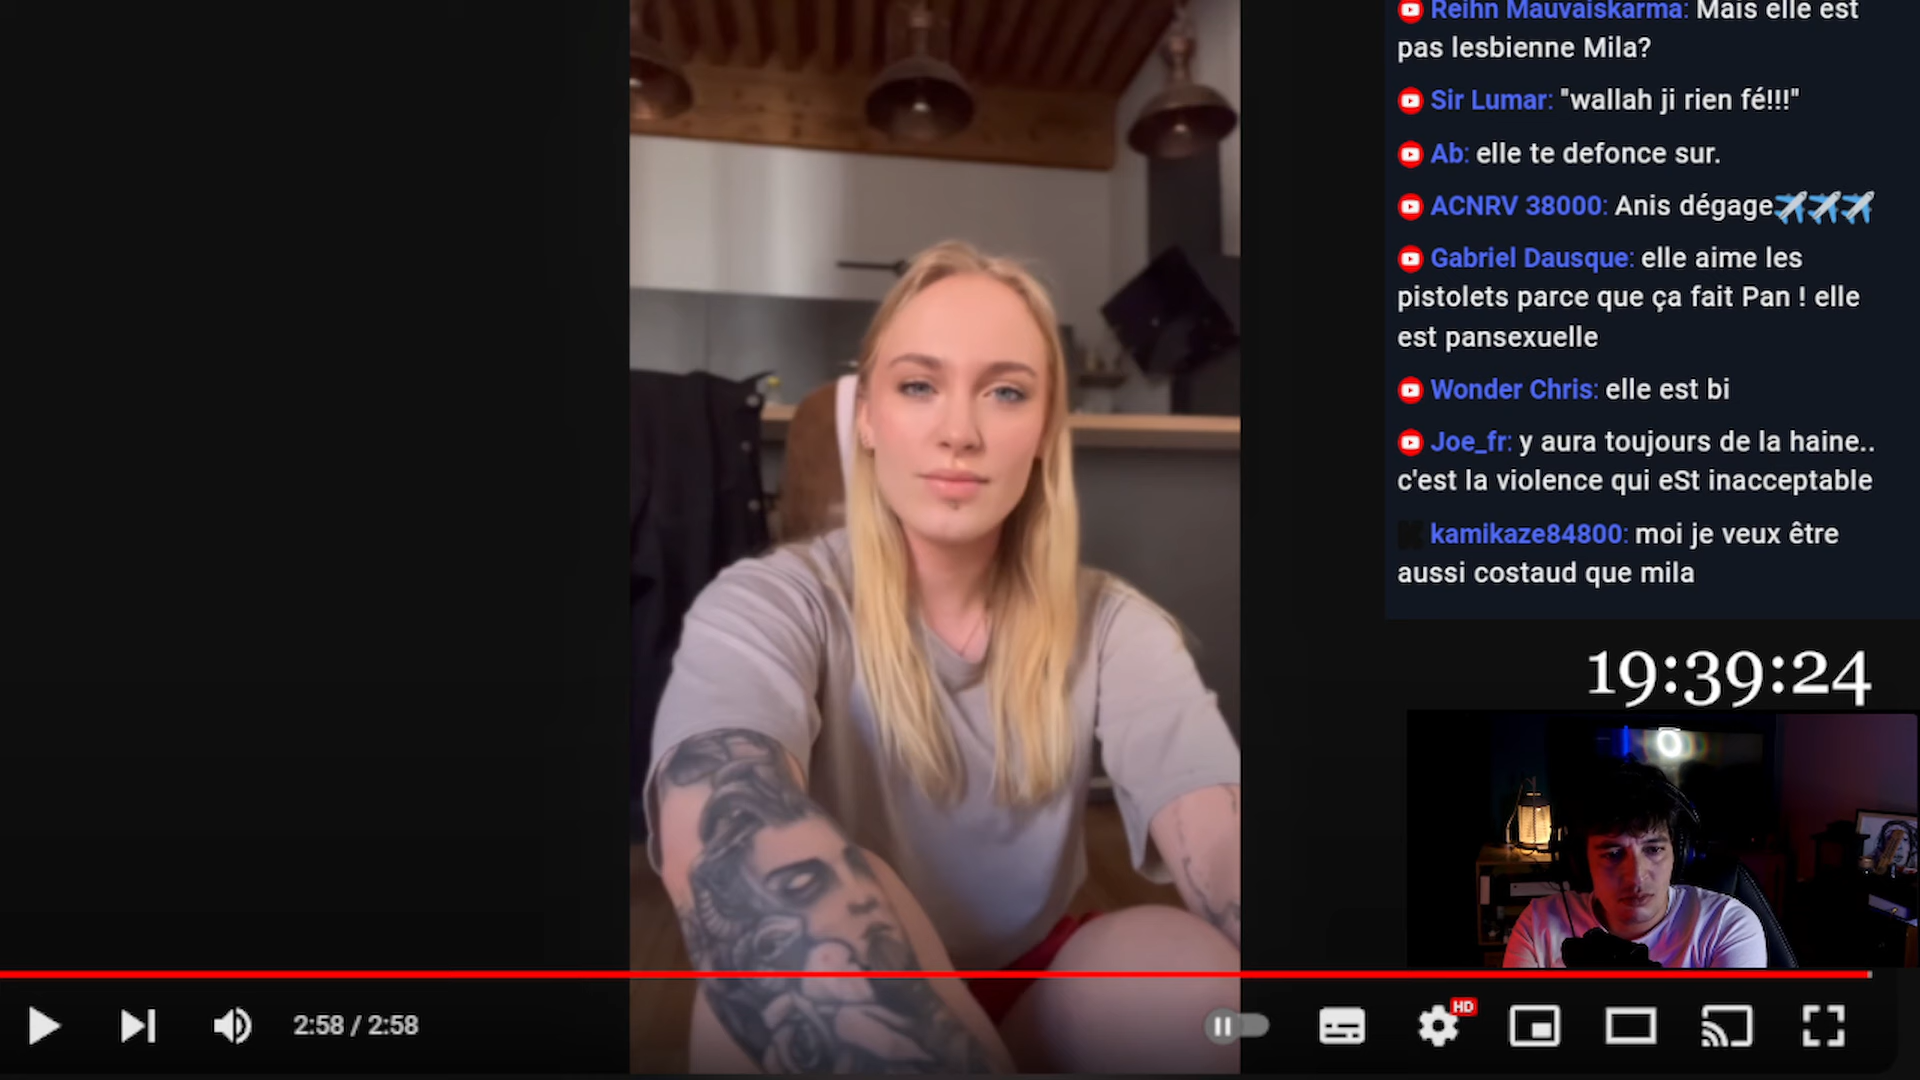 Reihn Mauvaiskarma: Mais elle est
pas lesbienne Mila?
Sir Lumar: "wallah ji rien fé!!!"
Ab: elle te defonce sur.
ACNRV 38000: Anis dégage✈️✈️✈️
Gabriel Dausque: elle aime les
pistolets parce que ça fait Pan ! elle
est pansexuelle
Wonder Chris: elle est bi
Joe_fr: y aura toujours de la haine..
c'est la violence qui eSt inacceptable
kamikaze84800: moi je veux être
aussi costaud que mila
19:39:24
2:58 / 2:58
HD